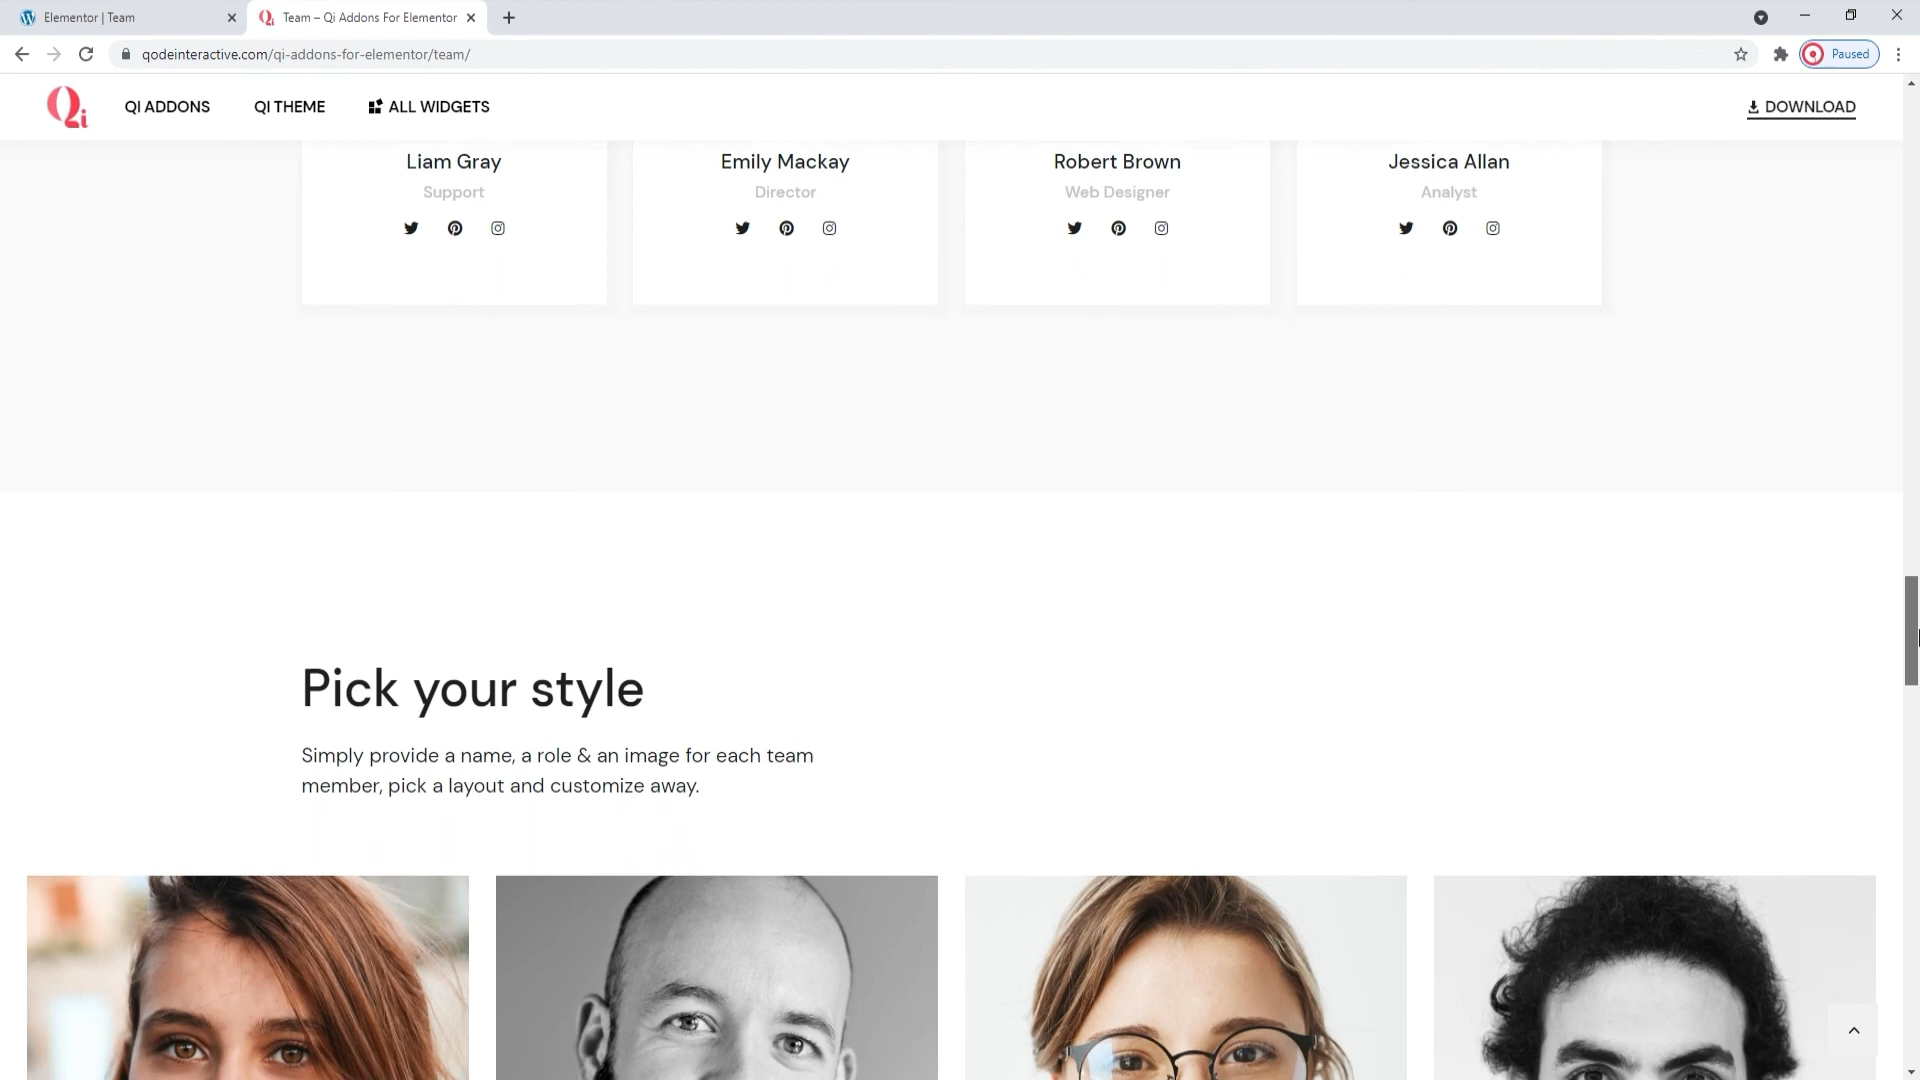 Elementor | Team
Team – Qi Addons For Elementor
qodeinteractive.com/qi-addons-for-elementor/team/
Paused
Qi
QI ADDONS
QI THEME
ALL WIDGETS
DOWNLOAD
Liam Gray
Emily Mackay
Robert Brown
Jessica Allan
Support
Director
Web Designer
Analyst
Pick your style
Simply provide a name, a role & an image for each team
member, pick a layout and customize away.